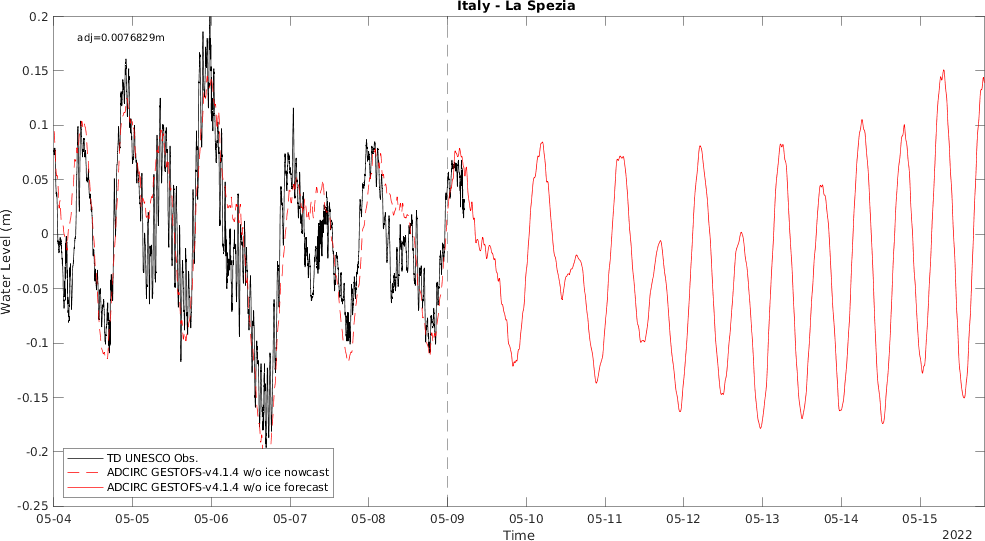 Italy - La Spezia
adj=0.0076829m
0.2
0.15
0.1
0.05
0
-0.05
-0.1
-0.15
-0.2
-0.25
Water Level (m)
TD UNESCO Obs.
ADCIRC GESTOFS-v4.1.4 w/o ice nowcast
ADCIRC GESTOFS-v4.1.4 w/o ice forecast
05-04 05-05 05-06 05-07 05-08 05-09 05-10 05-11 05-12 05-13 05-14 05-15
Time
2022